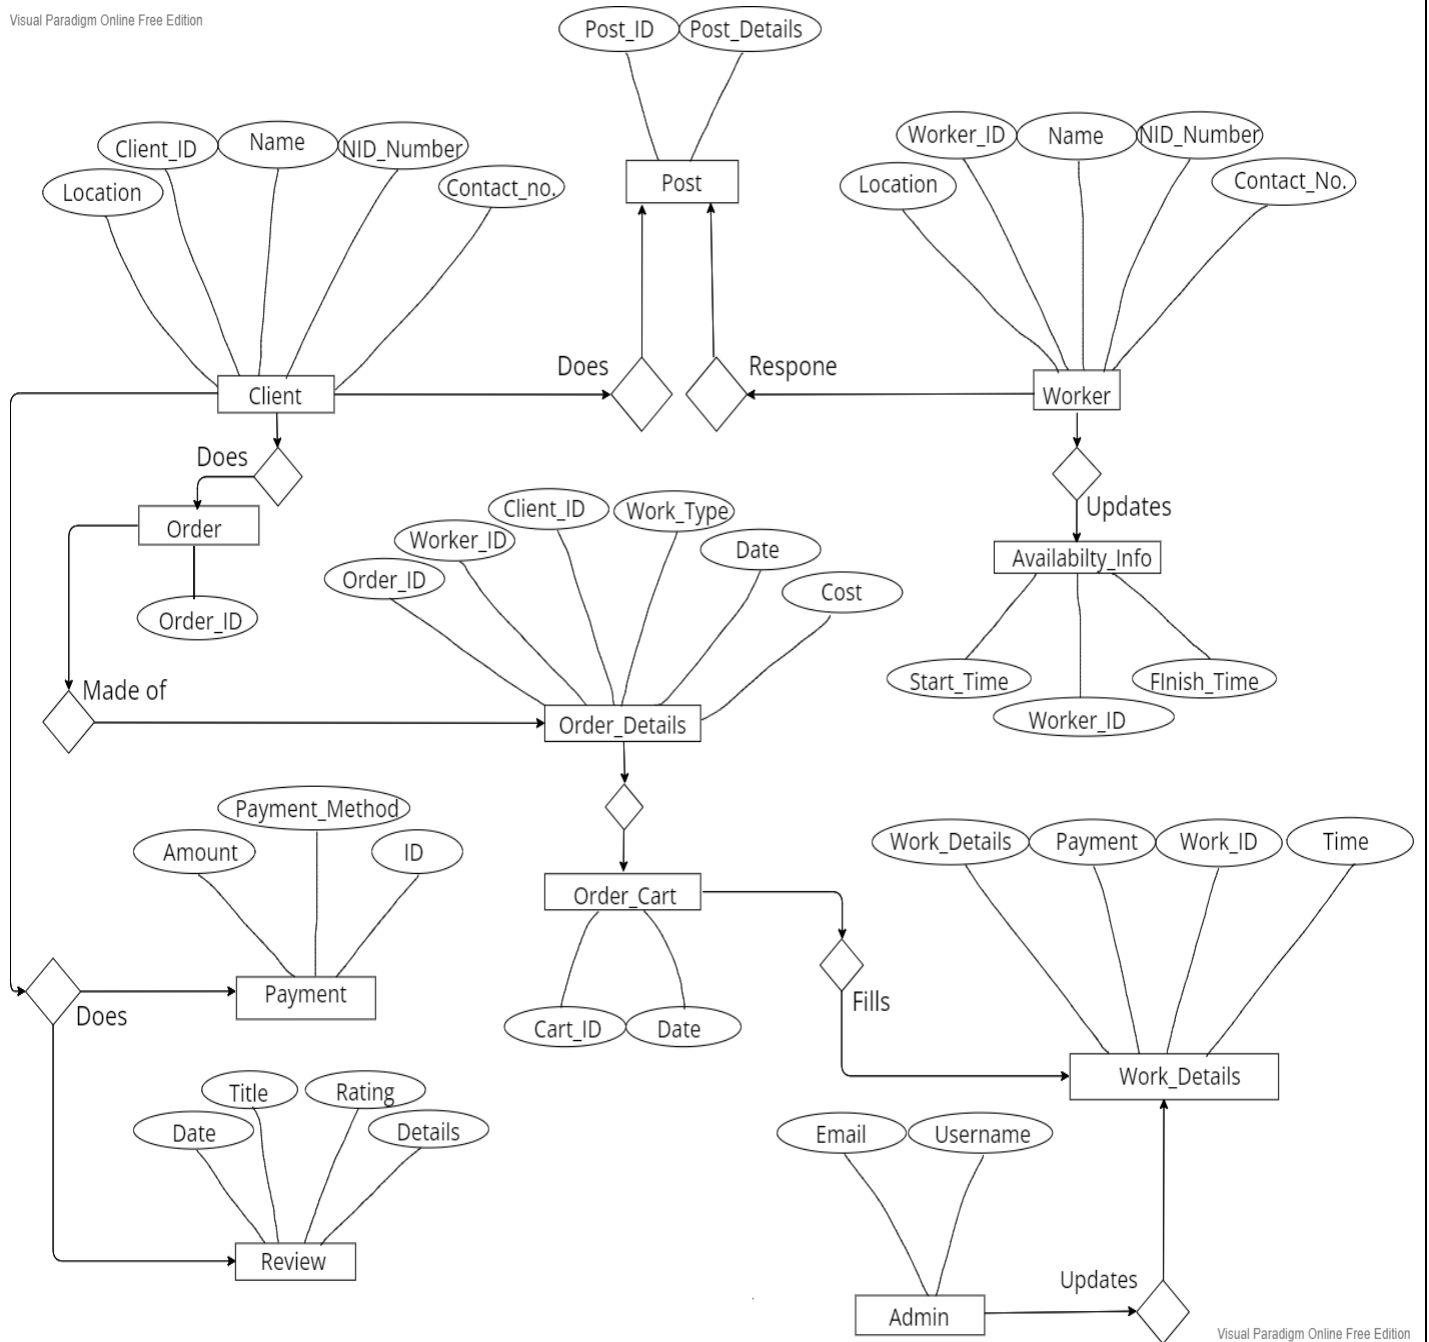 Visual Paradigm Online Free Edition
Post_ID
Post_Details
Client_ID
Name
NID_Number
Location
Contact_no.
Post
Worker_ID
Name
NID_Number
Location
Contact_No.
Does
Respone
Client
Worker
Does
Updates
Order
Order_ID
Client_ID
Work_Type
Worker_ID
Date
Order_ID
Cost
Availabilty_Info
Start_Time
FInish_Time
Worker_ID
Made of
Order_Details
Payment_Method
Amount
ID
Payment
Does
Order_Cart
Cart_ID
Date
Fills
Work_Details
Payment
Work_ID
Time
Work_Details
Title
Rating
Date
Details
Review
Email
Username
Admin
Updates
Visual Paradigm Online Free Edition